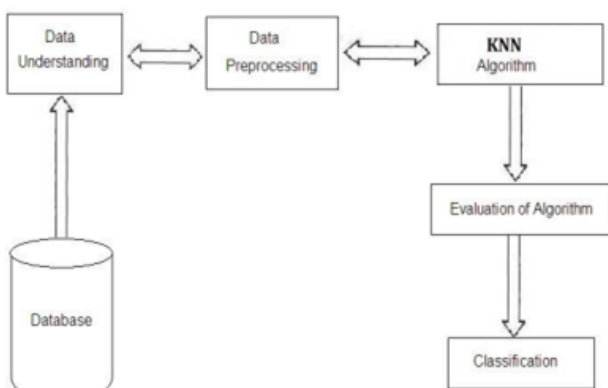 Data
Understanding
Data
Preprocessing
KNN
Algorithm
Evaluation of Algorithm
Database
Classification